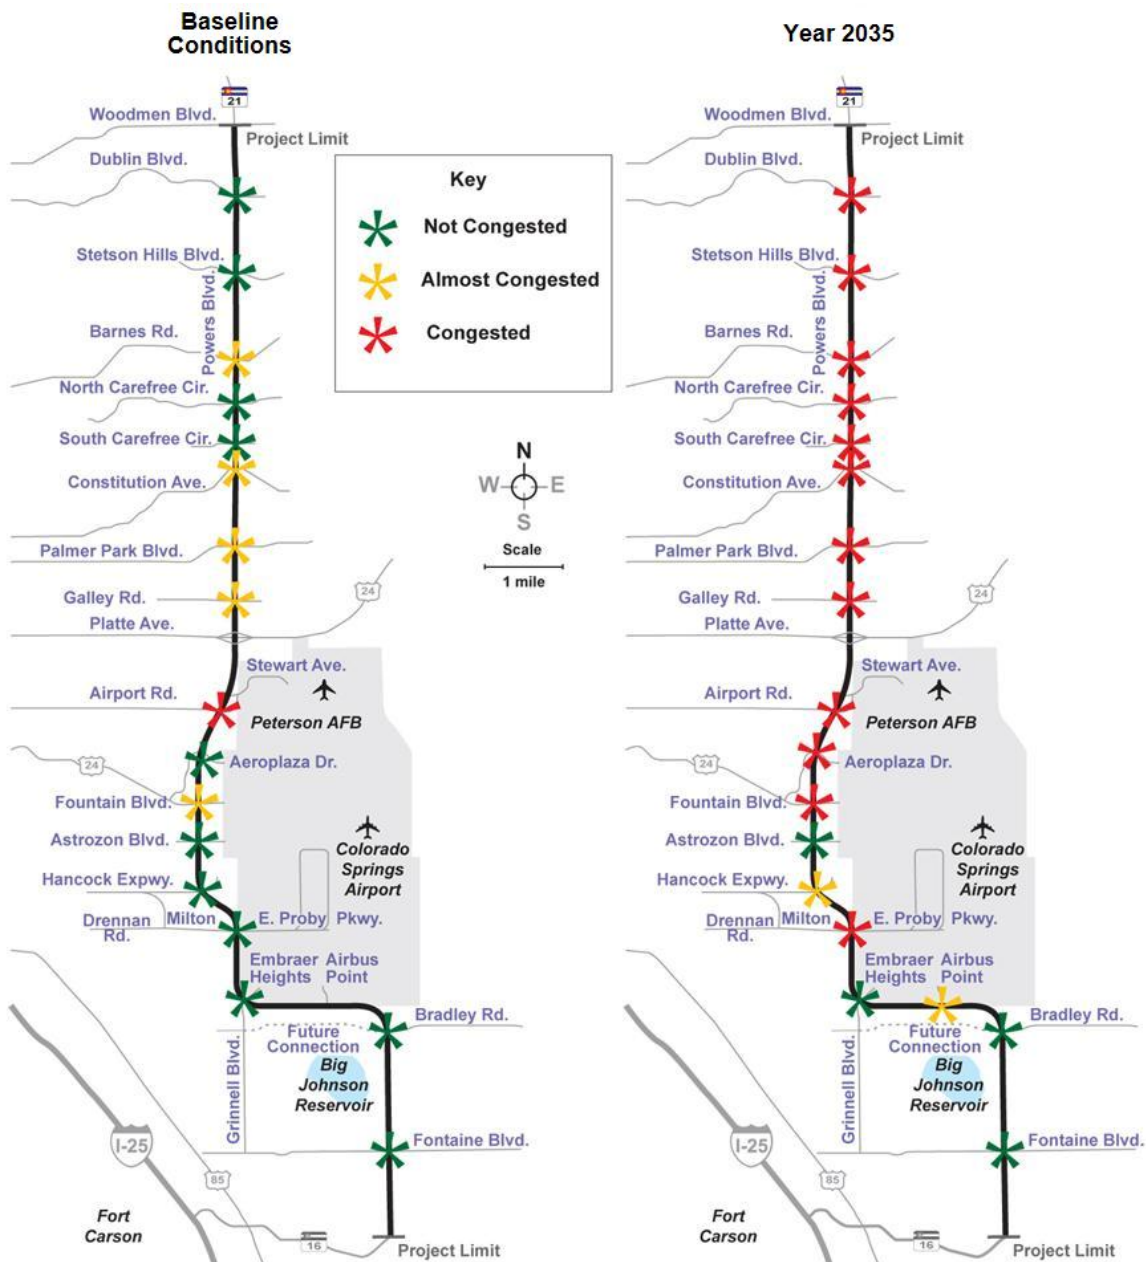 Baseline
Conditions
21
Woodmen Blvd.
Project Limit
Dublin Blvd.
Stetson Hills Blvd.
Powers Blvd.
Barnes Rd.
North Carefree Cir.
South Carefree Cir.
Constitution Ave.
Palmer Park Blvd.
Galley Rd.
24
Platte Ave.
Stewart Ave.
Airport Rd.
Peterson AFB
24
Aeroplaza Dr.
Fountain Blvd.
Astrozon Blvd.
Colorado
Springs
Airport
Hancock Expwy.
Drennan
Rd.
Milton
E. Proby Pkwy.
Embraer
Heights
Airbus
Point
Bradley Rd.
Future
Connection
Big
Johnson
Reservoir
Grinnell Blvd.
I-25
Fontaine Blvd.
85
Fort
Carson
16
Project Limit
Key
Not Congested
Almost Congested
Congested
N
W
E
S
Scale
1 mile
Year 2035
21
Woodmen Blvd.
Project Limit
Dublin Blvd.
Stetson Hills Blvd.
Powers Blvd.
Barnes Rd.
North Carefree Cir.
South Carefree Cir.
Constitution Ave.
Palmer Park Blvd.
Galley Rd.
24
Platte Ave.
Stewart Ave.
Airport Rd.
Peterson AFB
24
Aeroplaza Dr.
Fountain Blvd.
Astrozon Blvd.
Colorado
Springs
Airport
Hancock Expwy.
Drennan
Rd.
Milton
E. Proby Pkwy.
Embraer
Heights
Airbus
Point
Bradley Rd.
Future
Connection
Big
Johnson
Reservoir
Grinnell Blvd.
I-25
Fontaine Blvd.
85
Fort
Carson
16
Project Limit